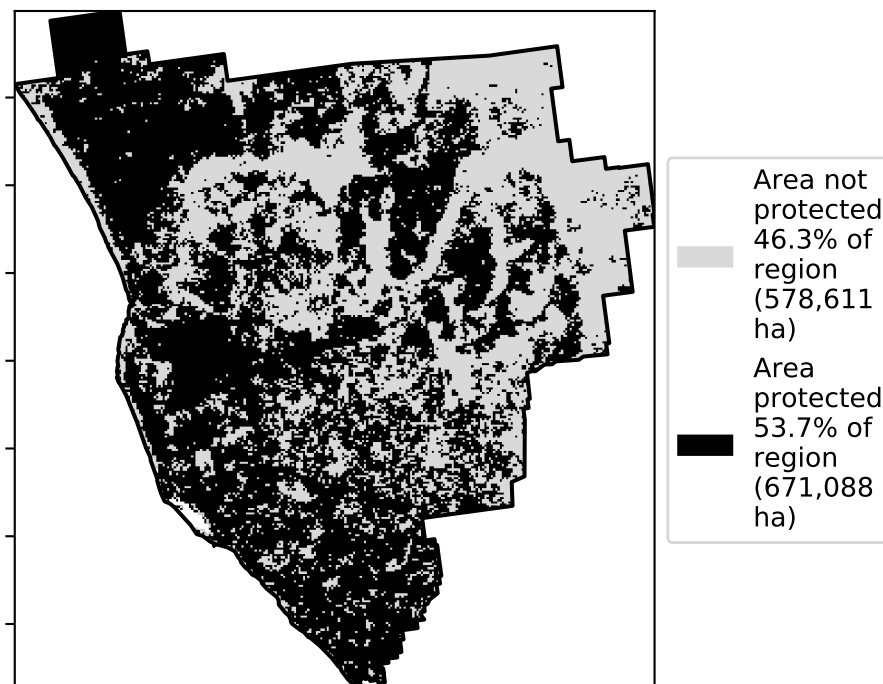 Area not
protected
46.3% of
region
(578,611
ha)
Area
protected
53.7% of
region
(671,088
ha)